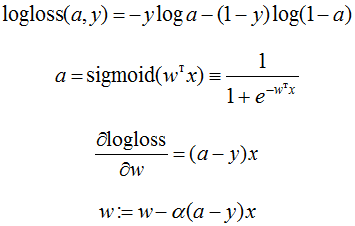 logloss(a, y) = −y log a − (1 − y) log(1 − a)
a = sigmoid(wᵀx) ≡ 1 / (1 + e^{−wᵀx})
∂logloss / ∂w = (a − y)x
w := w − α(a − y)x